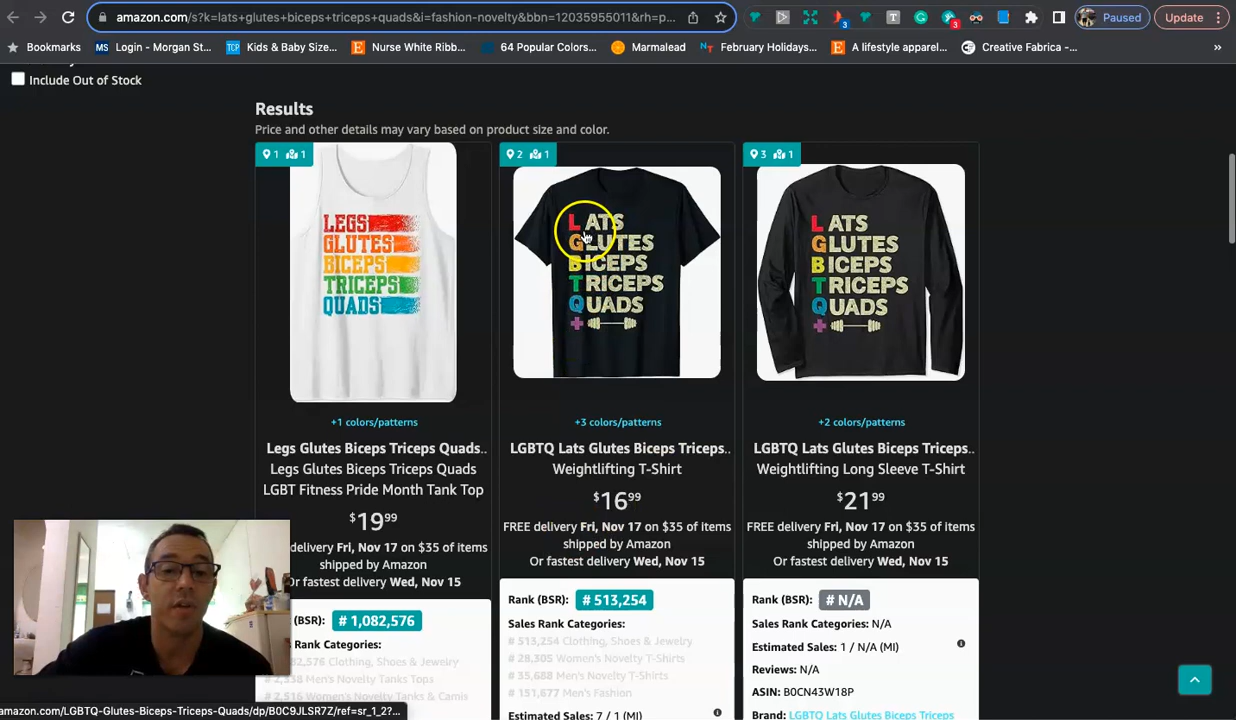 amazon.com/s?k=lats+glutes+biceps+triceps+quads&i=fashion-novelty&bbn=12035955011&rh=p...
3
3
Paused
Update
Bookmarks
MS Login - Morgan St...
TCP Kids & Baby Size...
E Nurse White Ribb...
64 Popular Colors...
Marmalead
NT February Holidays...
E A lifestyle apparel...
Creative Fabrica -...
»
Include Out of Stock
Results
Price and other details may vary based on product size and color.
1 1
2 1
3 1
LEGS
GLUTES
BICEPS
TRICEPS
QUADS
LATS
GLUTES
BICEPS
TRICEPS
QUADS
+
LATS
GLUTES
BICEPS
TRICEPS
QUADS
+
+1 colors/patterns
Legs Glutes Biceps Triceps Quads..
Legs Glutes Biceps Triceps Quads
LGBT Fitness Pride Month Tank Top
$19 99
delivery Fri, Nov 17 on $35 of items
shipped by Amazon
Or fastest delivery Wed, Nov 15
(BSR): # 1,082,576
Rank Categories:
82,576 Clothing, Shoes & Jewelry
# 2,338 Men's Novelty Tanks Tops
# 2,516 Women's Novelty Tanks & Camis
+3 colors/patterns
LGBTQ Lats Glutes Biceps Triceps..
Weightlifting T-Shirt
$16 99
FREE delivery Fri, Nov 17 on $35 of items
shipped by Amazon
Or fastest delivery Wed, Nov 15
Rank (BSR): # 513,254
Sales Rank Categories:
# 513,254 Clothing, Shoes & Jewelry
# 28,305 Women's Novelty T-Shirts
# 35,688 Men's Novelty T-Shirts
# 151,677 Men's Fashion
Estimated Sales: 7 / 1 (MI)
+2 colors/patterns
LGBTQ Lats Glutes Biceps Triceps..
Weightlifting Long Sleeve T-Shirt
$21 99
FREE delivery Fri, Nov 17 on $35 of items
shipped by Amazon
Or fastest delivery Wed, Nov 15
Rank (BSR): # N/A
Sales Rank Categories: N/A
Estimated Sales: 1 / N/A (MI)
Reviews: N/A
ASIN: B0CN43W18P
Brand: LGBTQ Lats Glutes Biceps Triceps
amazon.com/LGBTQ-Glutes-Biceps-Triceps-Quads/dp/B0C9JLSR7Z/ref=sr_1_2?...